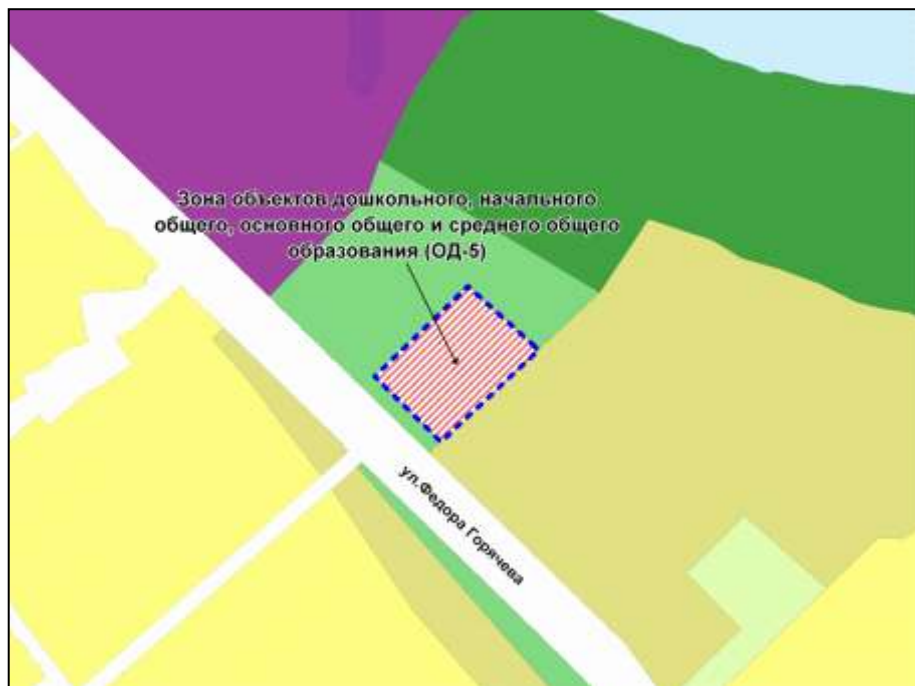 Зона объектов дошкольного, начального
общего, основного общего и среднего общего
образования (ОД-5)
ул.Федора Горячева